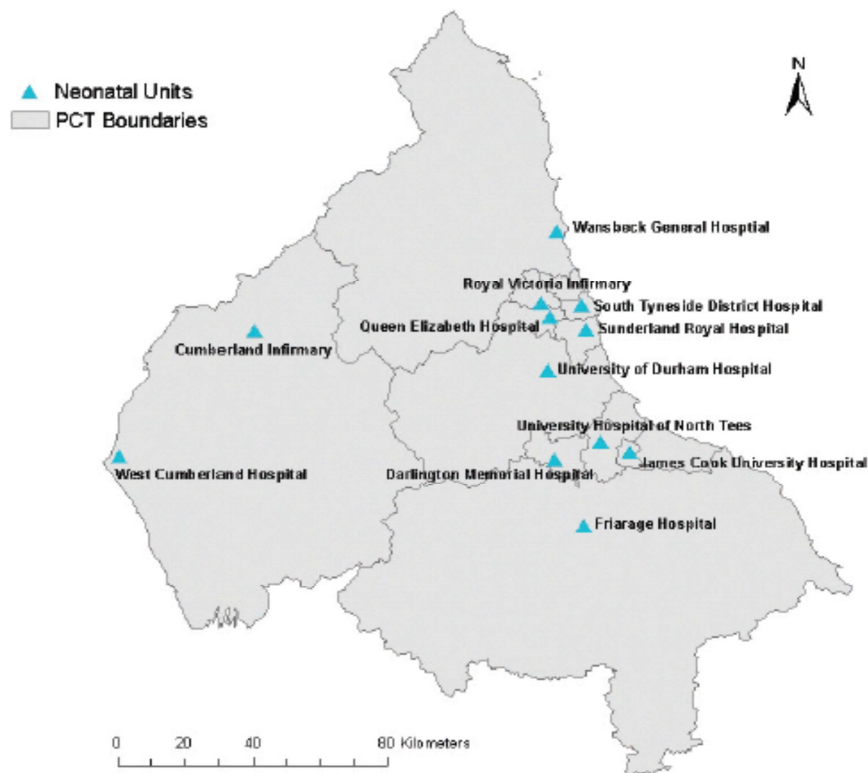 N
Neonatal Units
PCT Boundaries
Wansbeck General Hosptial
Royal Victoria Infirmary
South Tyneside District Hospital
Queen Elizabeth Hospital
Sunderland Royal Hospital
Cumberland Infirmary
University of Durham Hospital
University Hospital of North Tees
James Cook University Hospital
West Cumberland Hospital
Darlington Memorial Hospital
Friarage Hospital
0 20 40 80 Kilometers